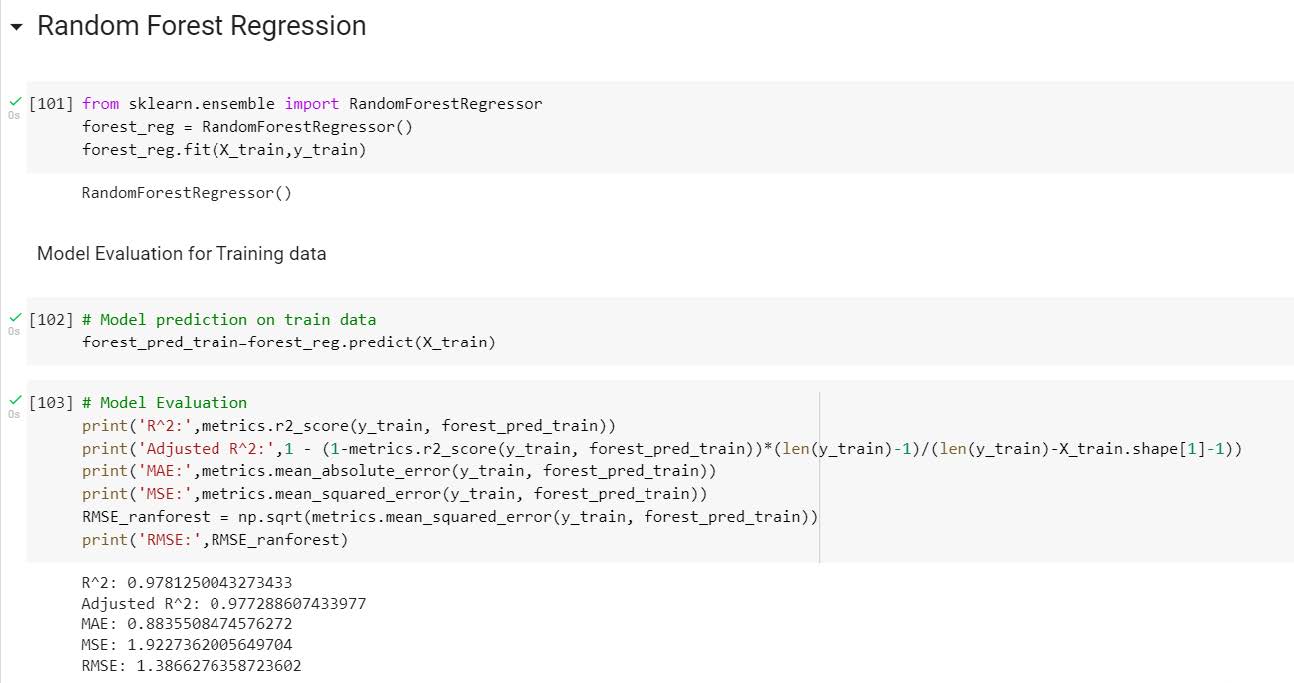 Random Forest Regression
0s
[101] from sklearn.ensemble import RandomForestRegressor
forest_reg = RandomForestRegressor()
forest_reg.fit(X_train,y_train)
RandomForestRegressor()
Model Evaluation for Training data
0s
[102] # Model prediction on train data
forest_pred_train=forest_reg.predict(X_train)
0s
[103] # Model Evaluation
print('R^2:',metrics.r2_score(y_train, forest_pred_train))
print('Adjusted R^2:',1 - (1-metrics.r2_score(y_train, forest_pred_train))*(len(y_train)-1)/(len(y_train)-X_train.shape[1]-1))
print('MAE:',metrics.mean_absolute_error(y_train, forest_pred_train))
print('MSE:',metrics.mean_squared_error(y_train, forest_pred_train))
RMSE_ranforest = np.sqrt(metrics.mean_squared_error(y_train, forest_pred_train))
print('RMSE:',RMSE_ranforest)
R^2: 0.9781250043273433
Adjusted R^2: 0.977288607433977
MAE: 0.8835508474576272
MSE: 1.9227362005649704
RMSE: 1.3866276358723602